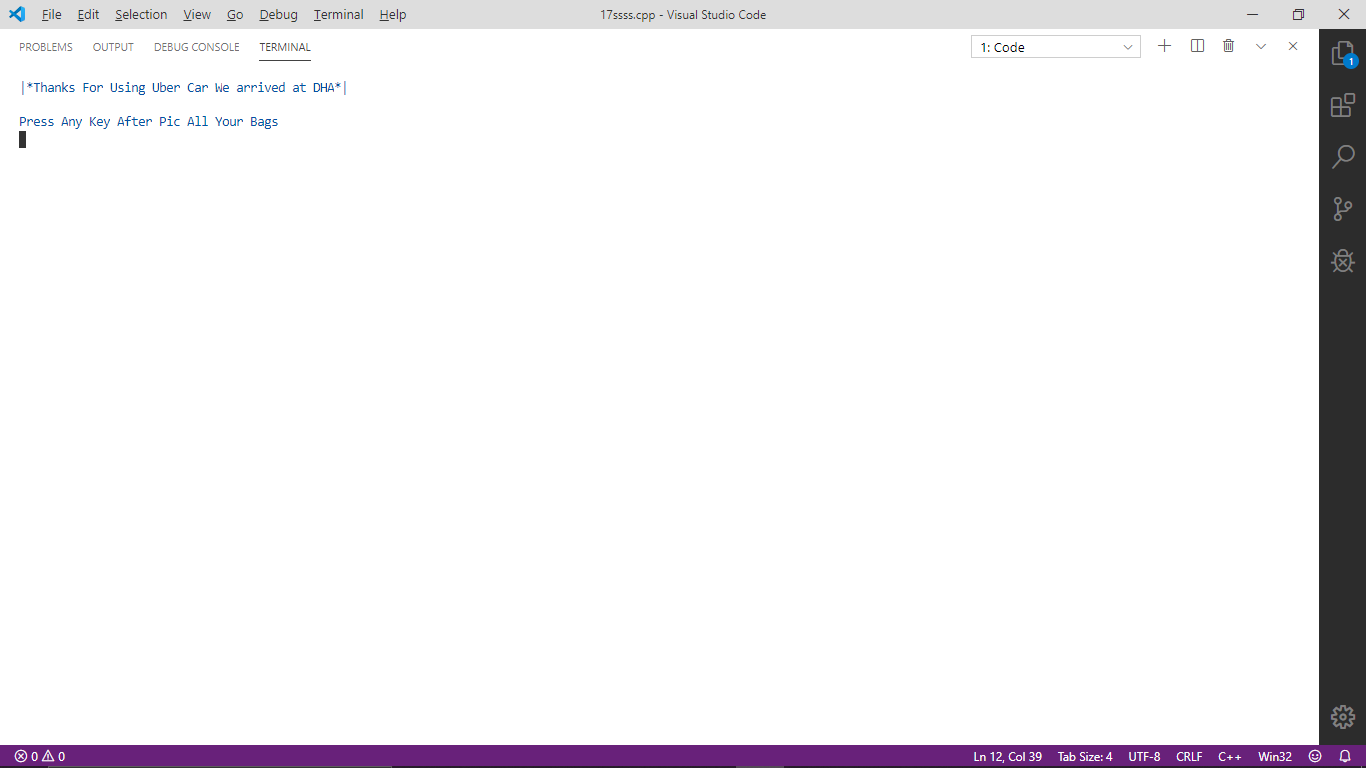 File Edit Selection View Go Debug Terminal Help 17ssss.cpp - Visual Studio Code
PROBLEMS OUTPUT DEBUG CONSOLE TERMINAL 1: Code
|*Thanks For Using Uber Car We arrived at DHA*|
Press Any Key After Pic All Your Bags
1
0 0 Ln 12, Col 39 Tab Size: 4 UTF-8 CRLF C++ Win32